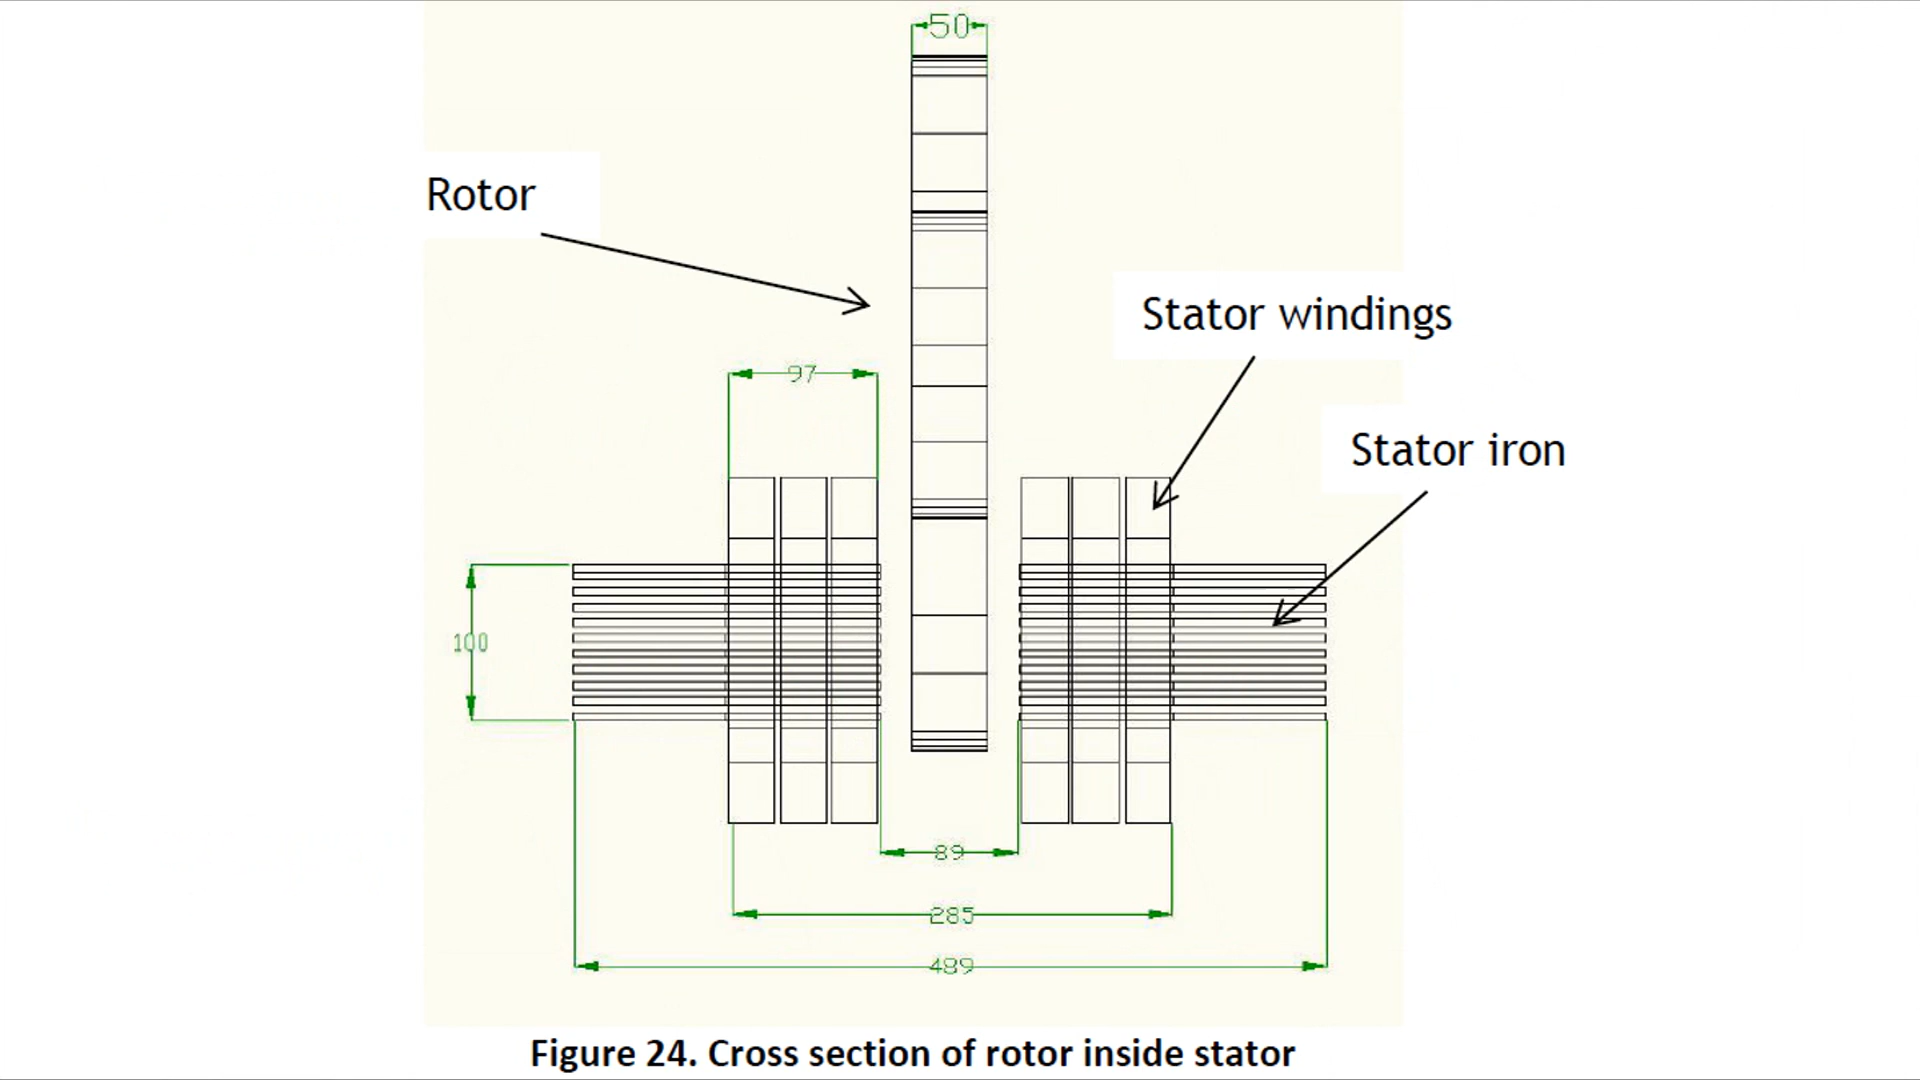 50
Rotor
Stator windings
97
Stator iron
100
89
285
489
Figure 24. Cross section of rotor inside stator